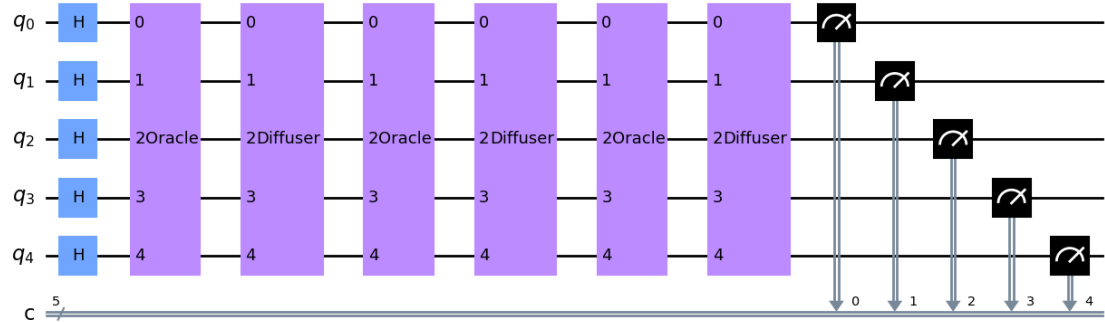 q0 H 0 0 0 0 0 0
q1 H 1 1 1 1 1 1
q2 H 2Oracle 2Diffuser 2Oracle 2Diffuser 2Oracle 2Diffuser
q3 H 3 3 3 3 3 3
q4 H 4 4 4 4 4 4
c 5 0 1 2 3 4